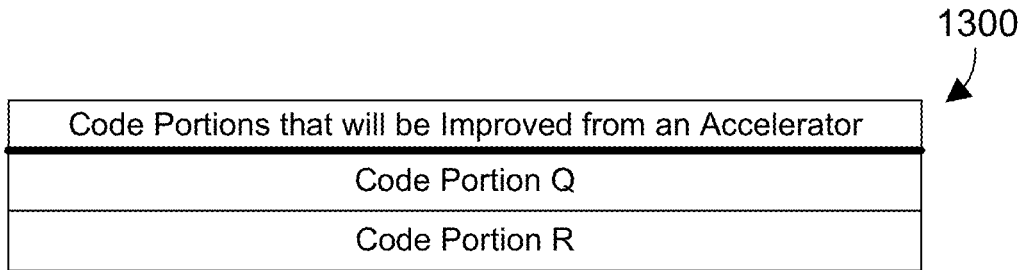 1300
Code Portions that will be Improved from an Accelerator
Code Portion Q
Code Portion R